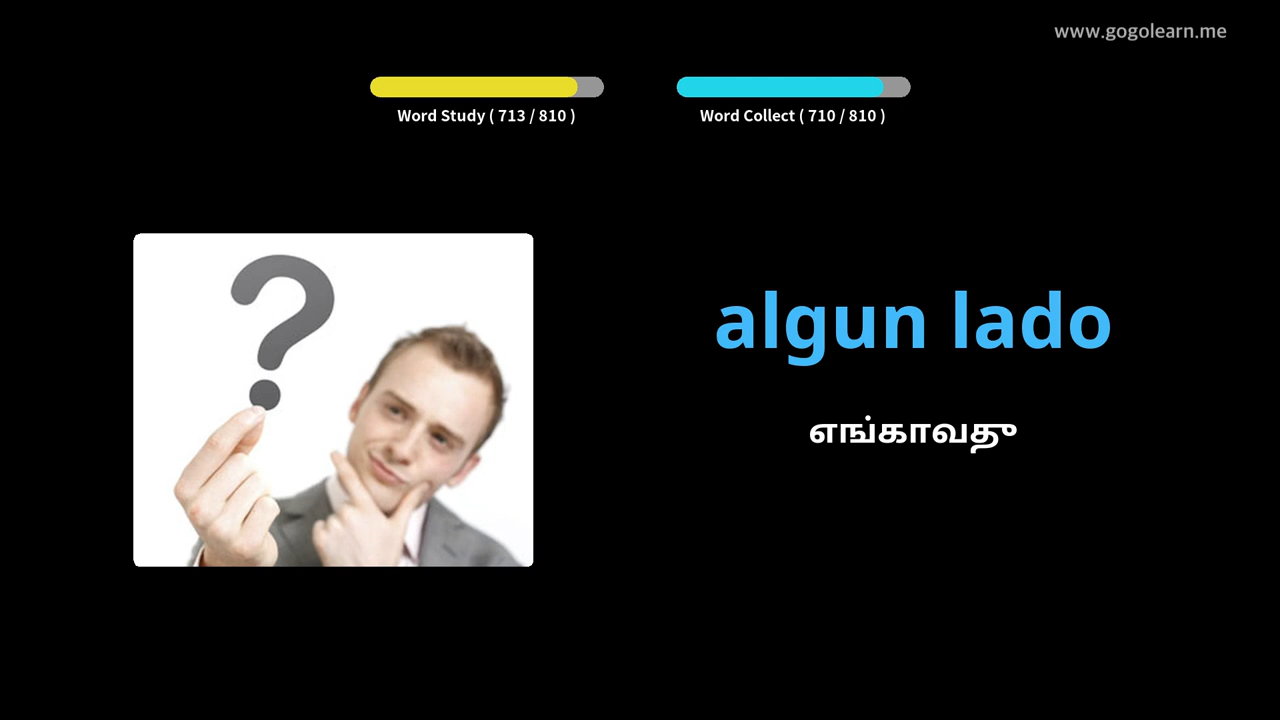 www.gogolearn.me
Word Study ( 713 / 810 )
Word Collect ( 710 / 810 )
algun lado
எங்காவது